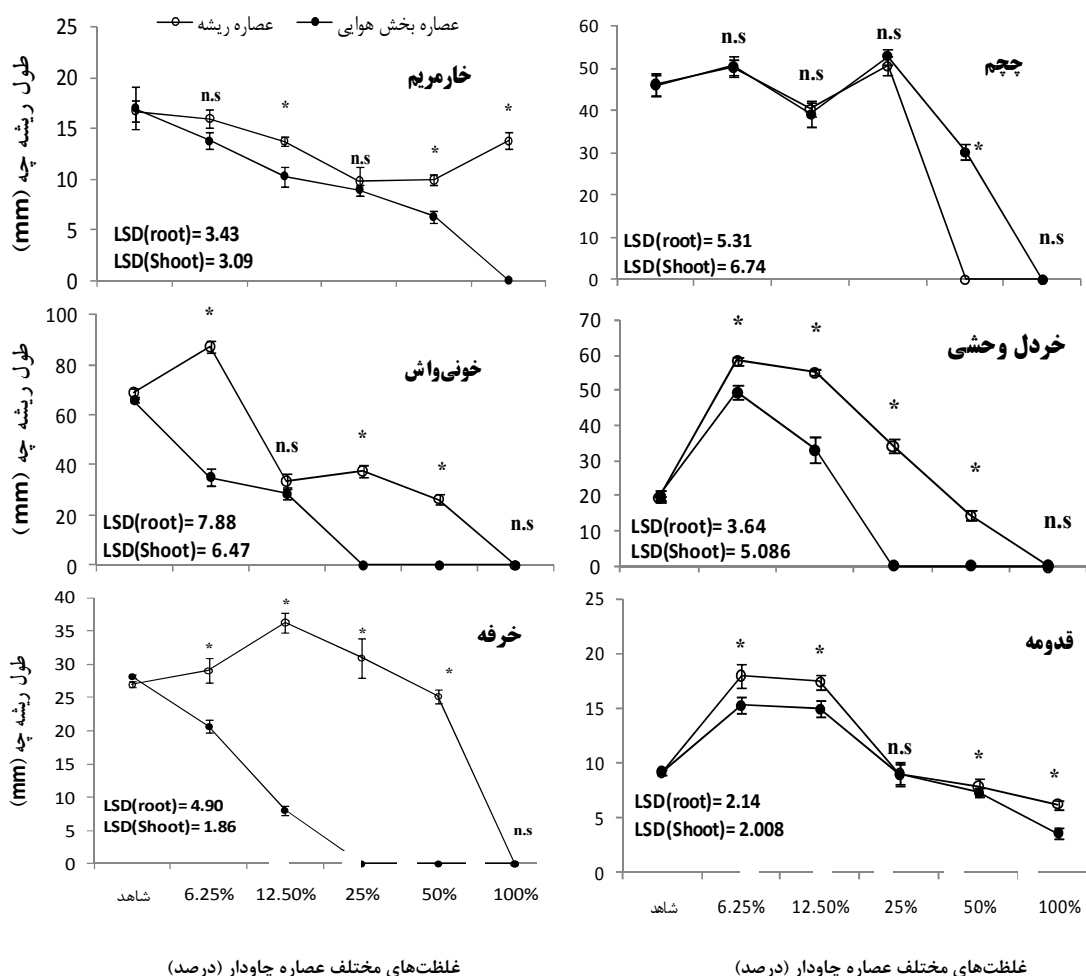 عصاره ریشه
عصاره بخش هوایی
طول ریشه چه (mm)
25
20
15
10
5
0
خارمریم
n.s
*
n.s
*
*
LSD(root)= 3.43
LSD(Shoot)= 3.09
60
50
40
30
20
10
0
چچم
n.s
n.s
n.s
*
n.s
LSD(root)= 5.31
LSD(Shoot)= 6.74
طول ریشه چه (mm)
100
80
60
40
20
0
خونی‌واش
*
n.s
*
*
n.s
LSD(root)= 7.88
LSD(Shoot)= 6.47
70
60
50
40
30
20
10
0
خردل وحشی
*
*
*
*
n.s
LSD(root)= 3.64
LSD(Shoot)= 5.086
طول ریشه چه (mm)
40
35
30
25
20
15
10
5
0
خرفه
*
*
*
*
n.s
LSD(root)= 4.90
LSD(Shoot)= 1.86
شاهد 6.25% 12.50% 25% 50% 100%
غلظت‌های مختلف عصاره چاودار (درصد)
25
20
15
10
5
0
قدومه
*
*
n.s
*
*
LSD(root)= 2.14
LSD(Shoot)= 2.008
شاهد 6.25% 12.50% 25% 50% 100%
غلظت‌های مختلف عصاره چاودار (درصد)